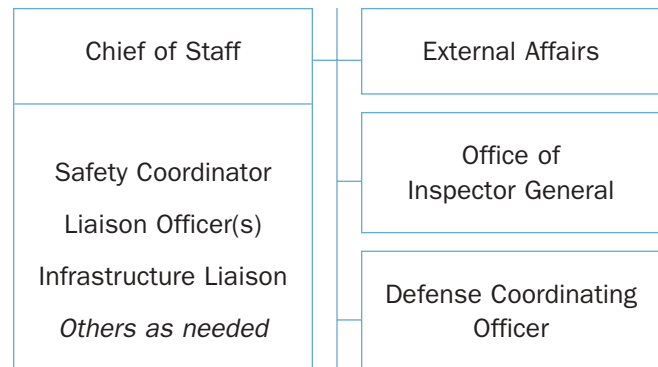 Chief of Staff
Safety Coordinator
Liaison Officer(s)
Infrastructure Liaison
Others as needed
External Affairs
Office of
Inspector General
Defense Coordinating
Officer